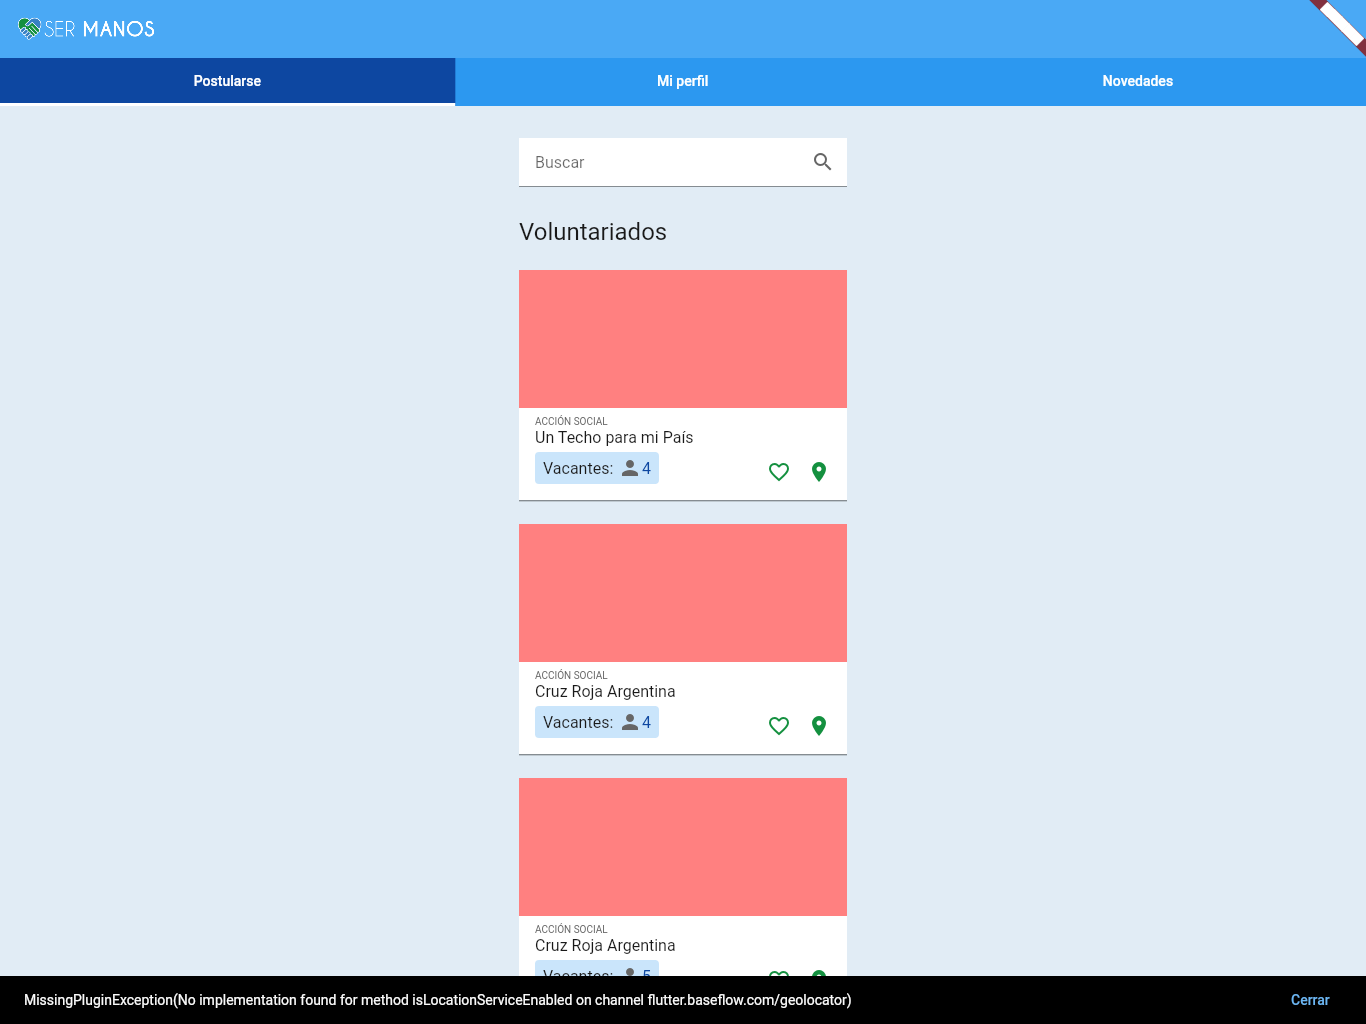 SER MANOS
Postularse
Mi perfil
Novedades
Buscar
Voluntariados
ACCIÓN SOCIAL
Un Techo para mi País
Vacantes: 4
ACCIÓN SOCIAL
Cruz Roja Argentina
Vacantes: 4
ACCIÓN SOCIAL
Cruz Roja Argentina
Vacantes: 5
MissingPluginException(No implementation found for method isLocationServiceEnabled on channel flutter.baseflow.com/geolocator)
Cerrar